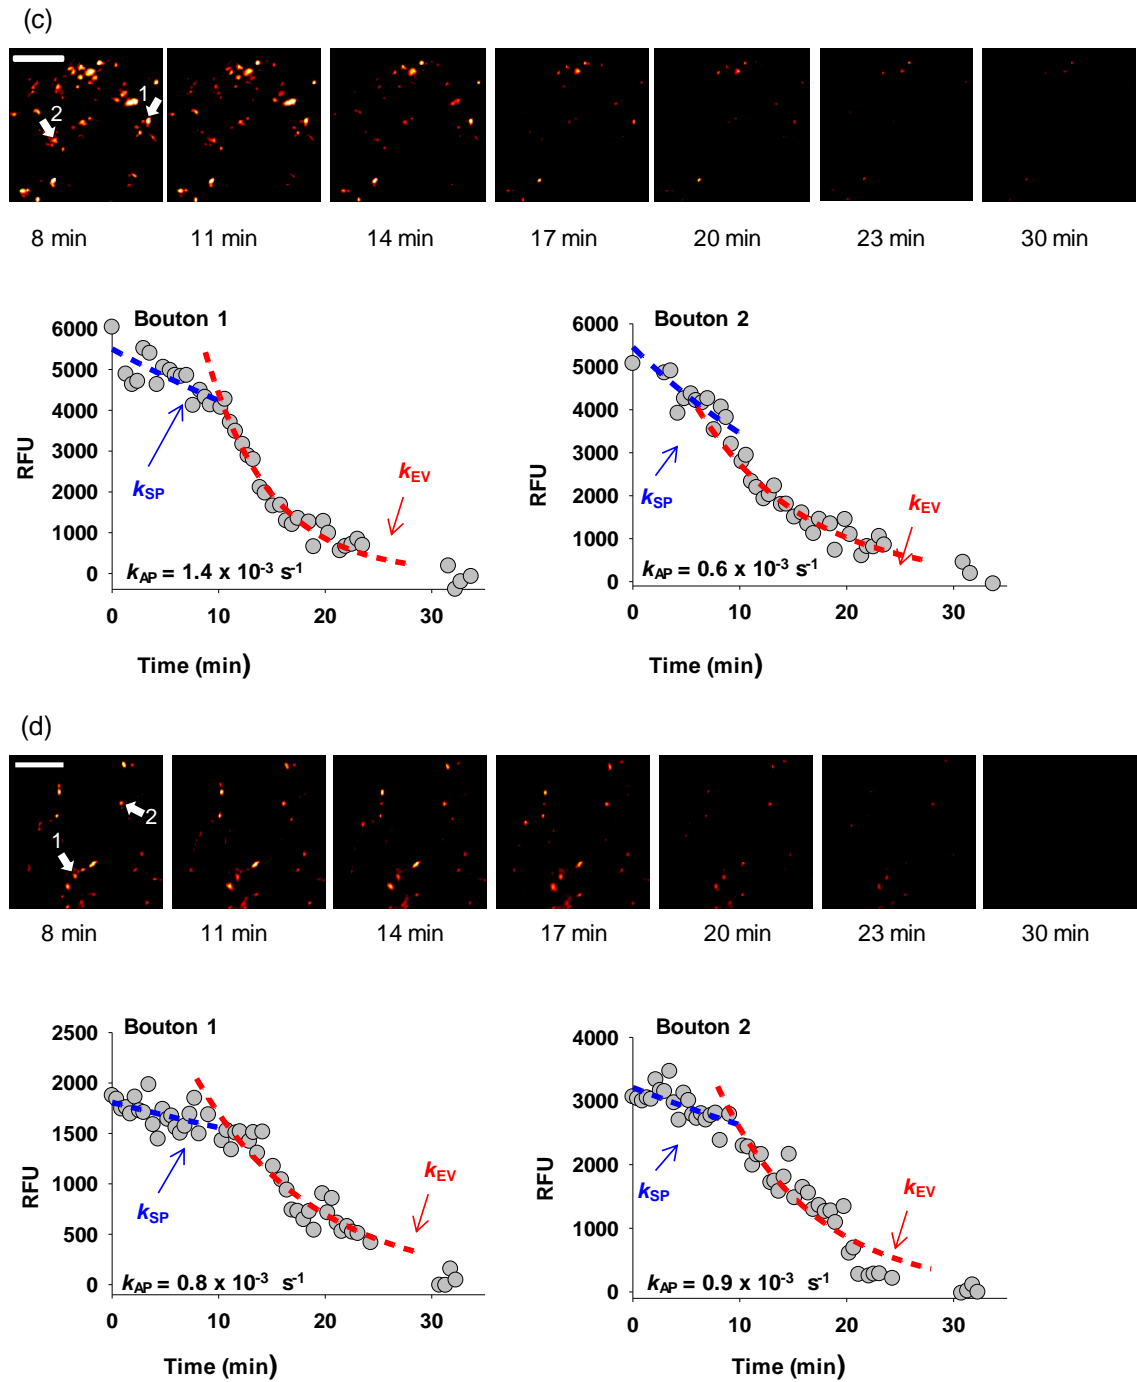 (c)
1
2
8 min 11 min 14 min 17 min 20 min 23 min 30 min
Bouton 1
6000
5000
4000
3000
2000
1000
0
RFU
kSP
kEV
kAP = 1.4 x 10-3 s-1
0 10 20 30
Time (min)
Bouton 2
6000
5000
4000
3000
2000
1000
0
RFU
kSP
kEV
kAP = 0.6 x 10-3 s-1
0 10 20 30
Time (min)
(d)
2
1
8 min 11 min 14 min 17 min 20 min 23 min 30 min
Bouton 1
2500
2000
1500
1000
500
0
RFU
kSP
kEV
kAP = 0.8 x 10-3 s-1
0 10 20 30
Time (min)
Bouton 2
4000
3000
2000
1000
0
RFU
kSP
kEV
kAP = 0.9 x 10-3 s-1
0 10 20 30
Time (min)